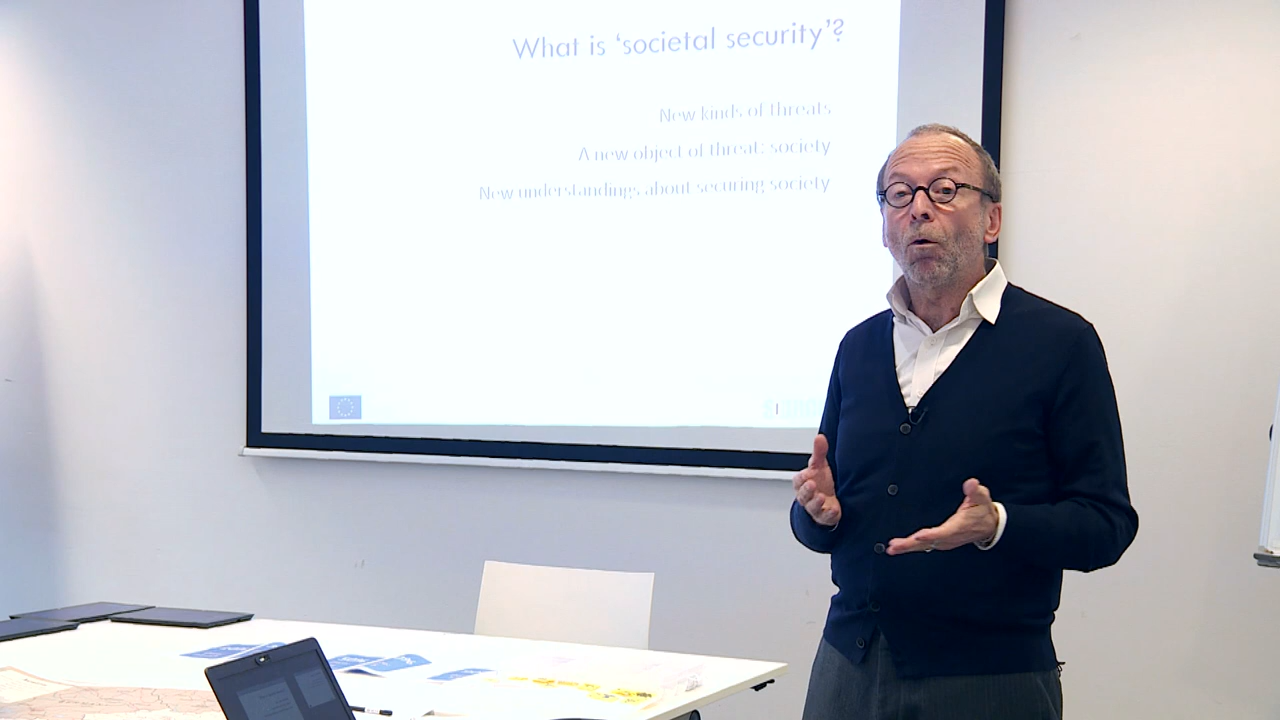 What is ‘societal security’?
New kinds of threats
A new object of threat: society
New understandings about securing society